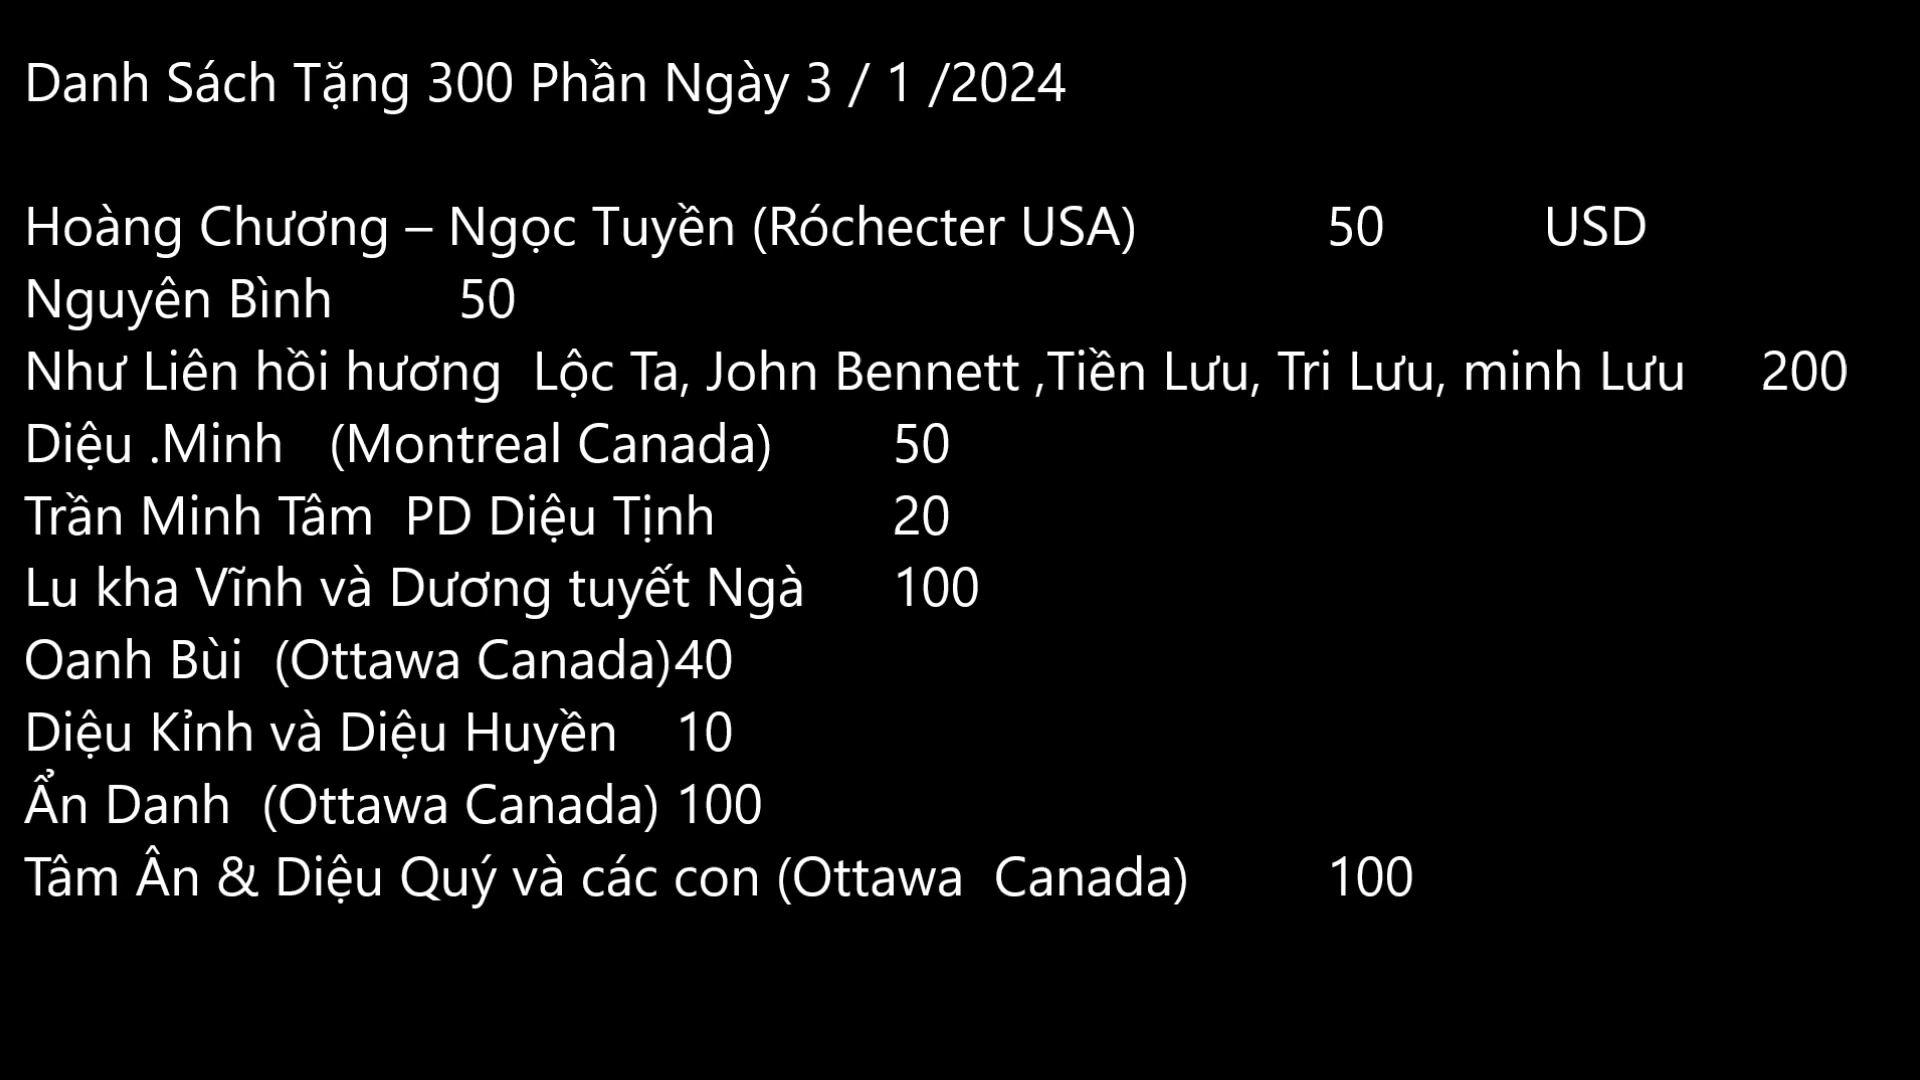 Danh Sách Tặng 300 Phần Ngày 3 / 1 /2024
Hoàng Chương – Ngọc Tuyền (Róchecter USA) 50 USD
Nguyên Bình 50
Như Liên hồi hương Lộc Ta, John Bennett ,Tiền Lưu, Tri Lưu, minh Lưu 200
Diệu .Minh (Montreal Canada) 50
Trần Minh Tâm PD Diệu Tịnh 20
Lu kha Vĩnh và Dương tuyết Ngà 100
Oanh Bùi (Ottawa Canada) 40
Diệu Kỉnh và Diệu Huyền 10
Ẩn Danh (Ottawa Canada) 100
Tâm Ân & Diệu Quý và các con (Ottawa Canada) 100